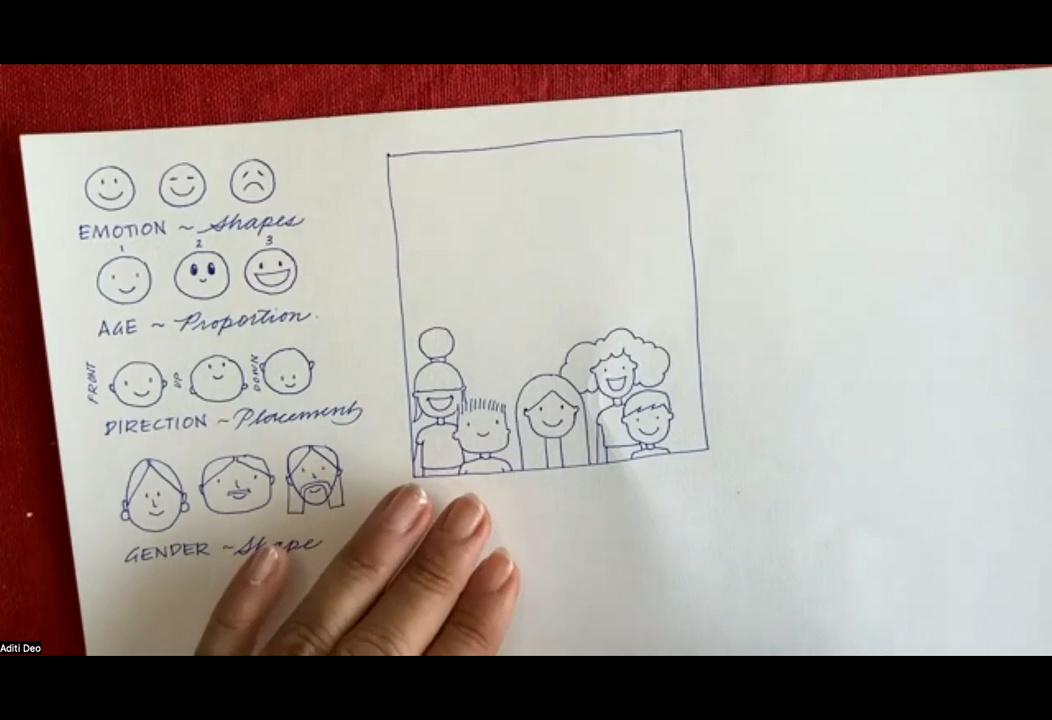 EMOTION ~ Shapes
1 2 3
AGE ~ Proportion.
FRONT UP DOWN
DIRECTION ~ Placement
GENDER ~ Shape
Aditi Deo